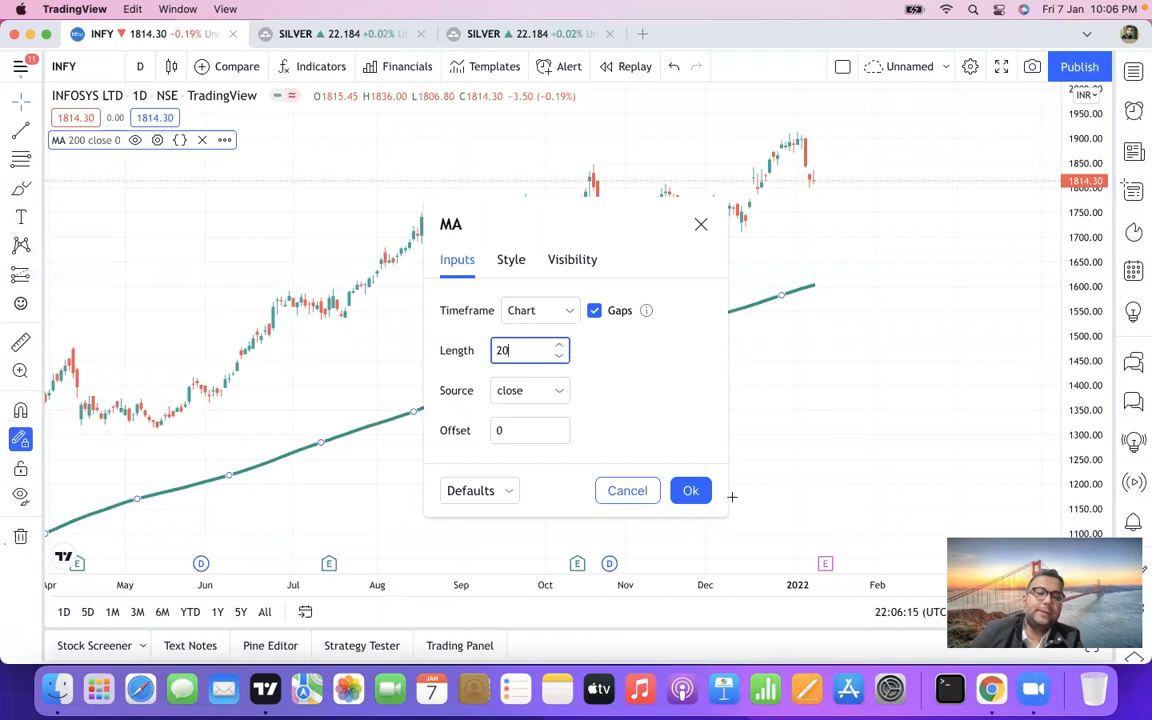 TradingView Edit Window View Fri 7 Jan 10:06 PM
INFY ▼ 1814.30 −0.19% SILVER ▲ 22.184 +0.02% SILVER ▲ 22.184 +0.02%
11
INFY D Compare Indicators Financials Templates Alert Replay Unnamed Publish
INFOSYS LTD · 1D · NSE · TradingView O1815.45 H1836.00 L1806.80 C1814.30 −3.50 (−0.19%)
INR
1814.30 0.00 1814.30
MA 200 close 0
1950.00
1900.00
1850.00
1814.30
1800.00
1750.00
1700.00
1650.00
1600.00
1550.00
1500.00
1450.00
1400.00
1350.00
1300.00
1250.00
1200.00
1150.00
1100.00
MA
Inputs Style Visibility
Timeframe Chart Gaps
Length 20
Source close
Offset 0
Defaults Cancel Ok
E D E E D E
Apr May Jun Jul Aug Sep Oct Nov Dec 2022 Feb
1D 5D 1M 3M 6M YTD 1Y 5Y All 22:06:15 (UTC
Stock Screener Text Notes Pine Editor Strategy Tester Trading Panel
JAN
7
tv